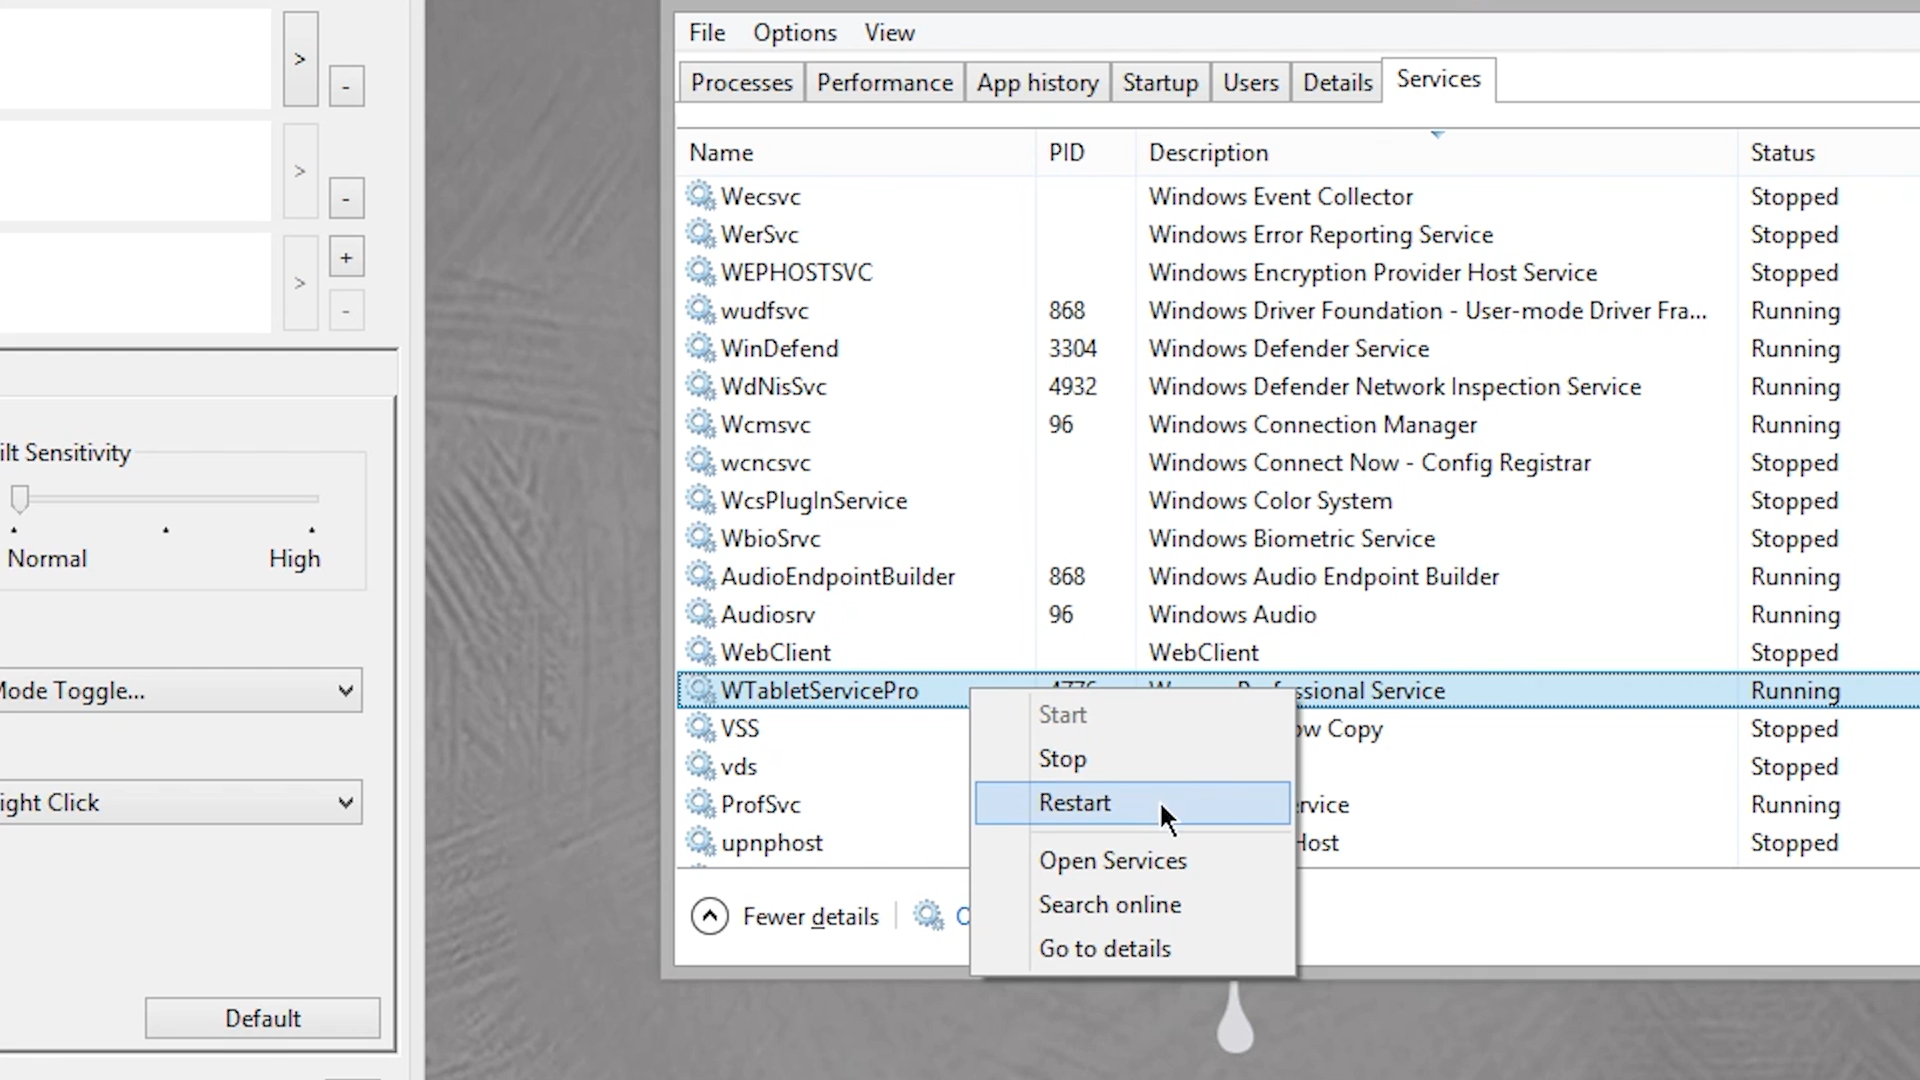 >
-
>
-
>
+
-
ilt Sensitivity
Normal High
Mode Toggle...
ight Click
Default
File Options View
Processes Performance App history Startup Users Details Services
Name PID Description Status
Wecsvc Windows Event Collector Stopped
WerSvc Windows Error Reporting Service Stopped
WEPHOSTSVC Windows Encryption Provider Host Service Stopped
wudfsvc 868 Windows Driver Foundation - User-mode Driver Fra... Running
WinDefend 3304 Windows Defender Service Running
WdNisSvc 4932 Windows Defender Network Inspection Service Running
Wcmsvc 96 Windows Connection Manager Running
wcncsvc Windows Connect Now - Config Registrar Stopped
WcsPlugInService Windows Color System Stopped
WbioSrvc Windows Biometric Service Stopped
AudioEndpointBuilder 868 Windows Audio Endpoint Builder Running
Audiosrv 96 Windows Audio Running
WebClient WebClient Stopped
WTabletServicePro Professional Service Running
VSS ow Copy Stopped
vds Stopped
ProfSvc ervice Running
upnphost Host Stopped
Start
Stop
Restart
Open Services
Search online
Go to details
Fewer details